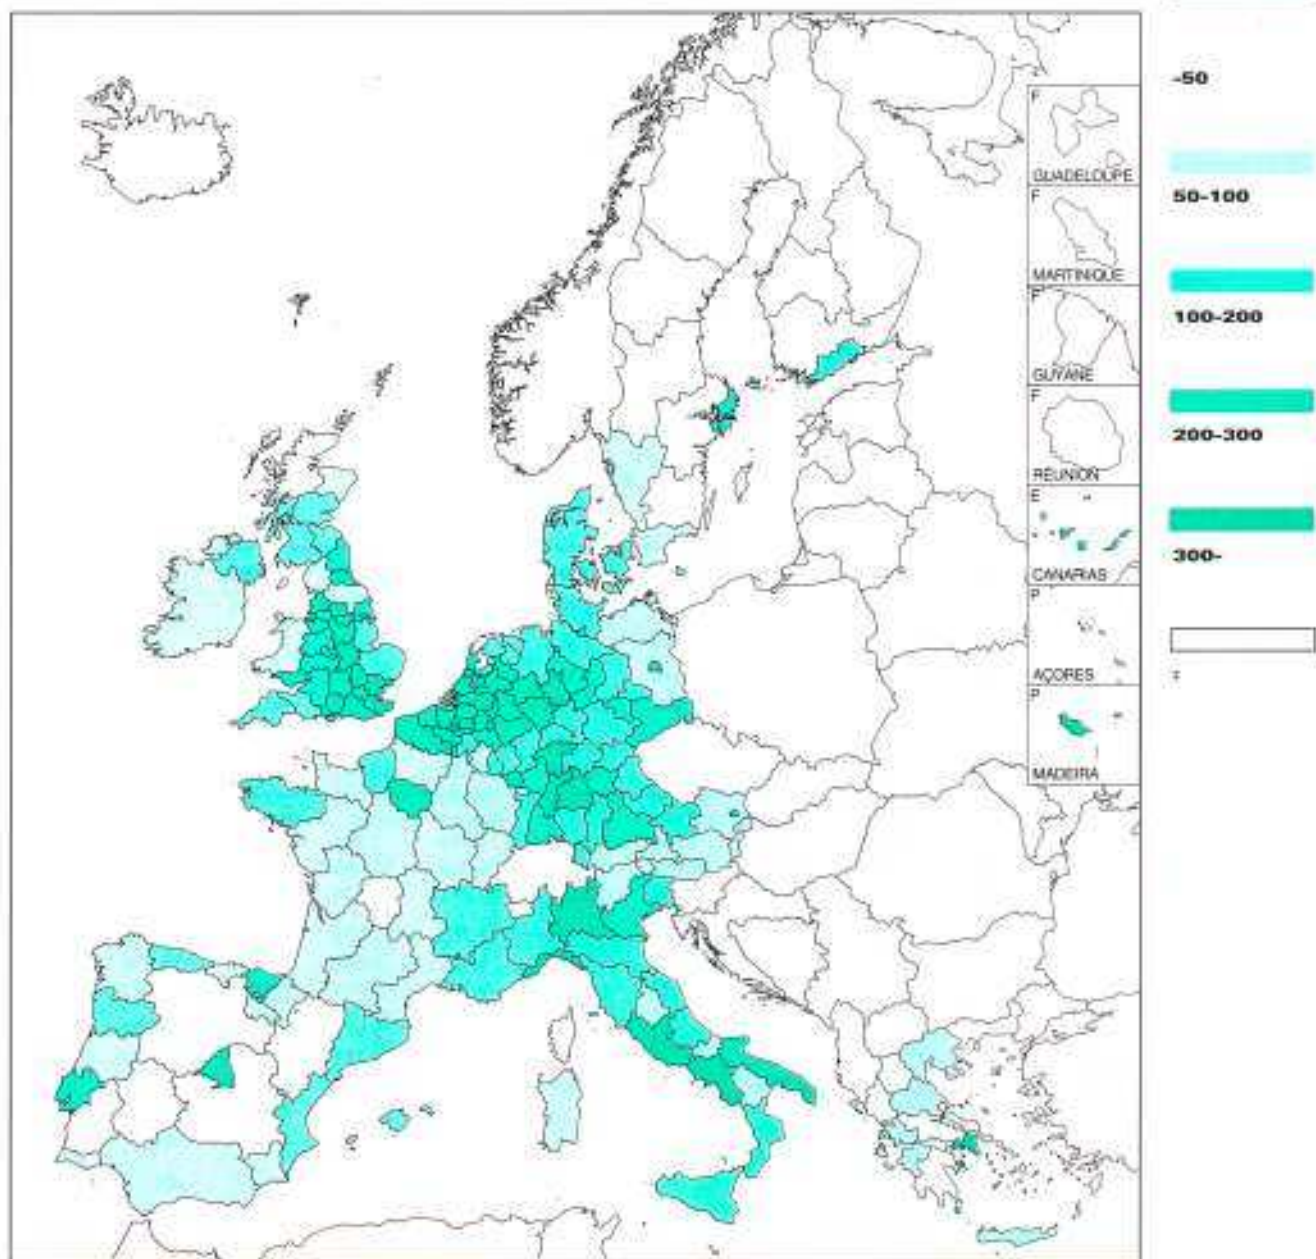 F
GUADELOUPE
F
MARTINIQUE
F
GUYANE
F
REUNION
E
CANARIAS
P
AÇORES
P
MADEIRA
-50
50-100
100-200
200-300
300-
: